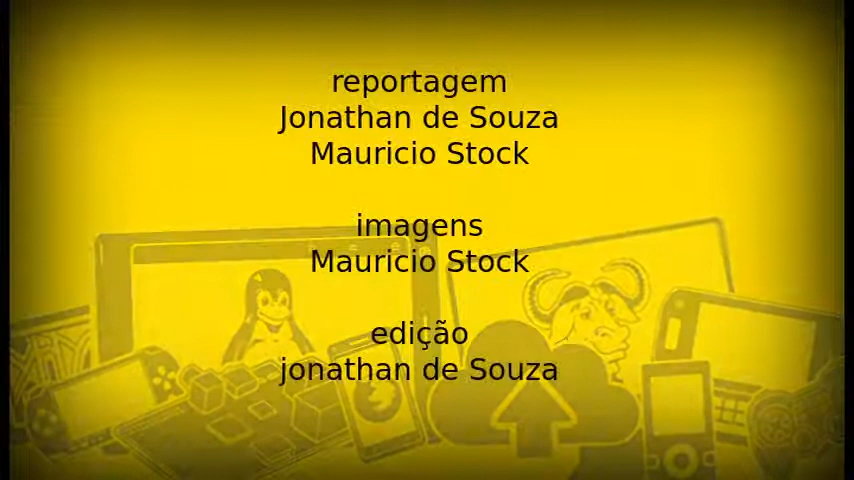 reportagem
Jonathan de Souza
Mauricio Stock
imagens
Mauricio Stock
edição
jonathan de Souza